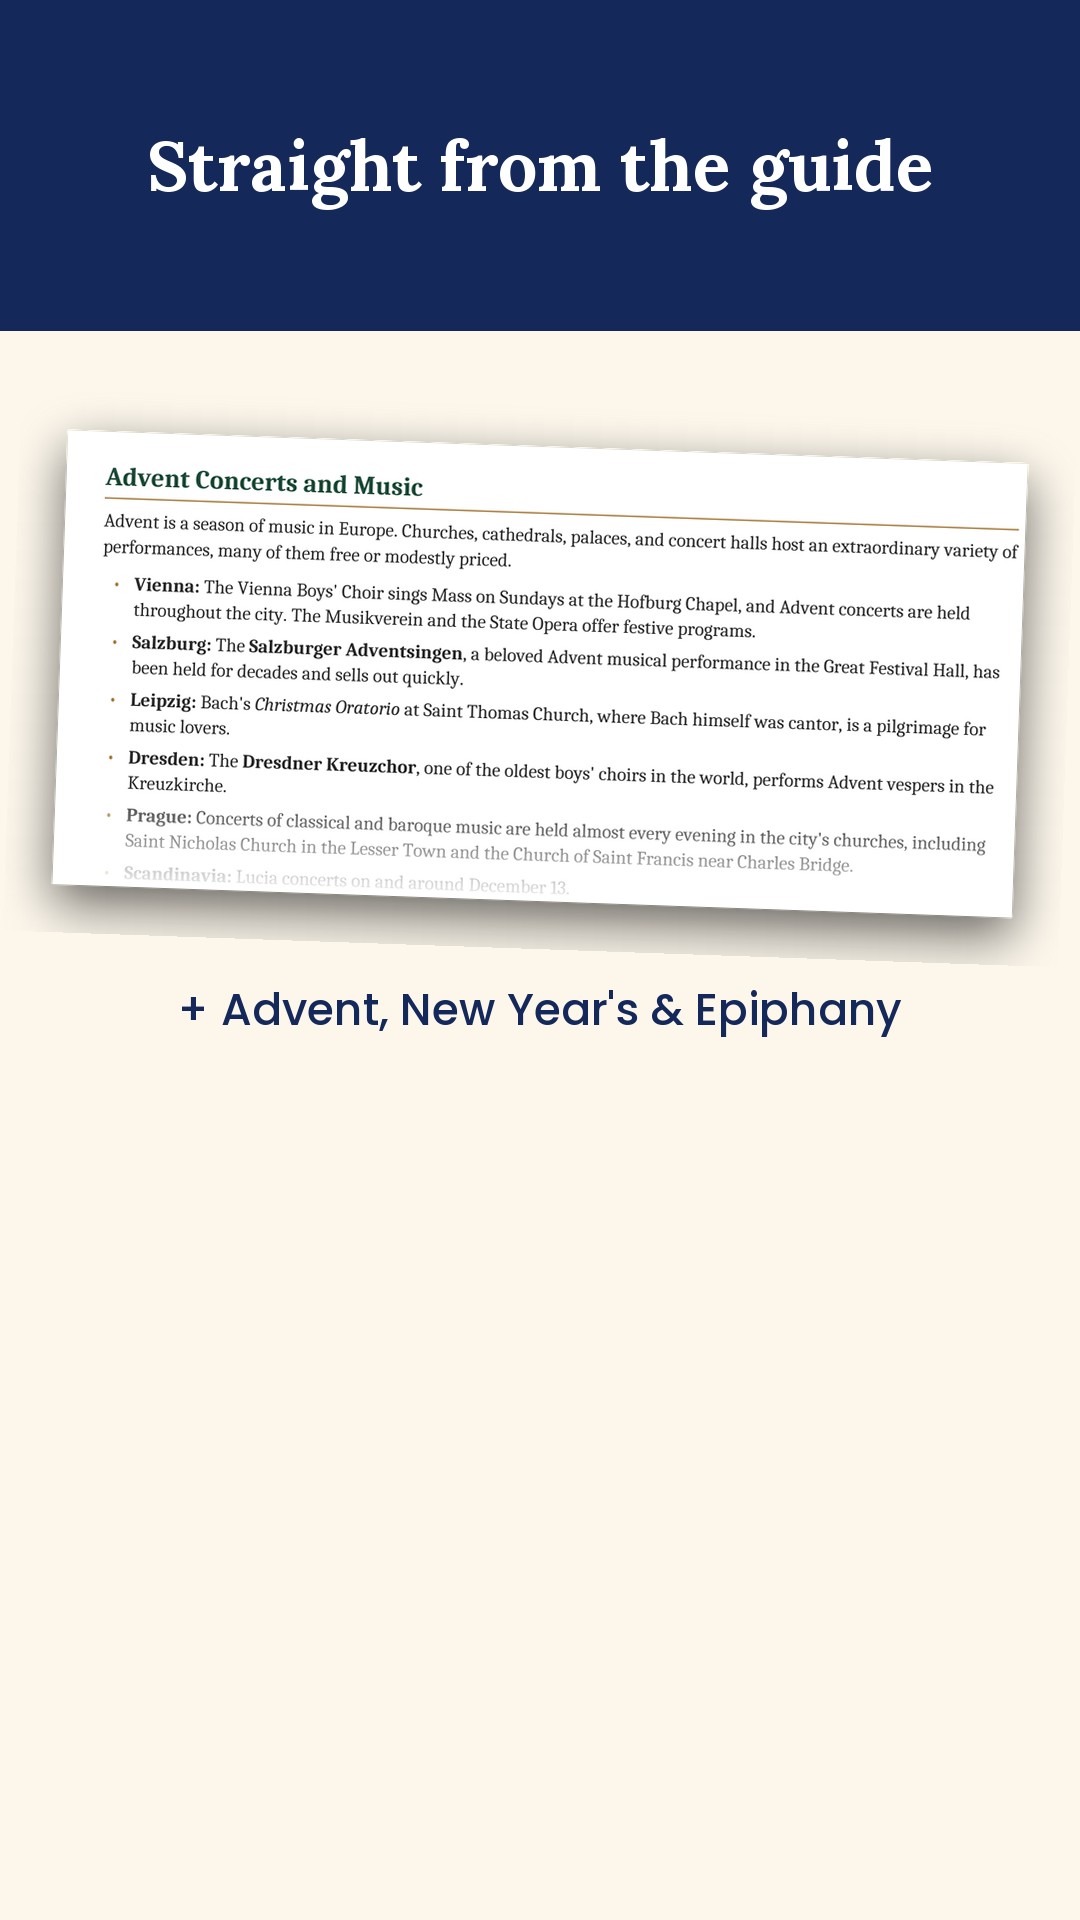 Straight from the guide
Advent Concerts and Music
Advent is a season of music in Europe. Churches, cathedrals, palaces, and concert halls host an extraordinary variety of
performances, many of them free or modestly priced.
• Vienna: The Vienna Boys' Choir sings Mass on Sundays at the Hofburg Chapel, and Advent concerts are held
throughout the city. The Musikverein and the State Opera offer festive programs.
• Salzburg: The Salzburger Adventsingen, a beloved Advent musical performance in the Great Festival Hall, has
been held for decades and sells out quickly.
• Leipzig: Bach's Christmas Oratorio at Saint Thomas Church, where Bach himself was cantor, is a pilgrimage for
music lovers.
• Dresden: The Dresdner Kreuzchor, one of the oldest boys' choirs in the world, performs Advent vespers in the
Kreuzkirche.
• Prague: Concerts of classical and baroque music are held almost every evening in the city's churches, including
Saint Nicholas Church in the Lesser Town and the Church of Saint Francis near Charles Bridge.
• Scandinavia: Lucia concerts on and around December 13.
+ Advent, New Year's & Epiphany